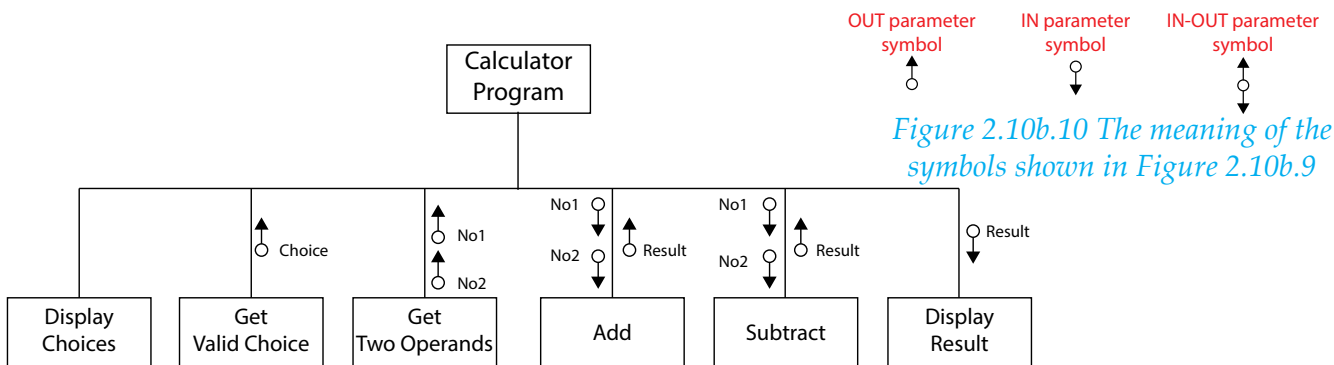 OUT parameter
symbol
IN parameter
symbol
IN-OUT parameter
symbol
Calculator
Program
Figure 2.10b.10 The meaning of the
symbols shown in Figure 2.10b.9
Choice
No1
No2
No1
No2
Result
No1
No2
Result
Result
Display
Choices
Get
Valid Choice
Get
Two Operands
Add
Subtract
Display
Result